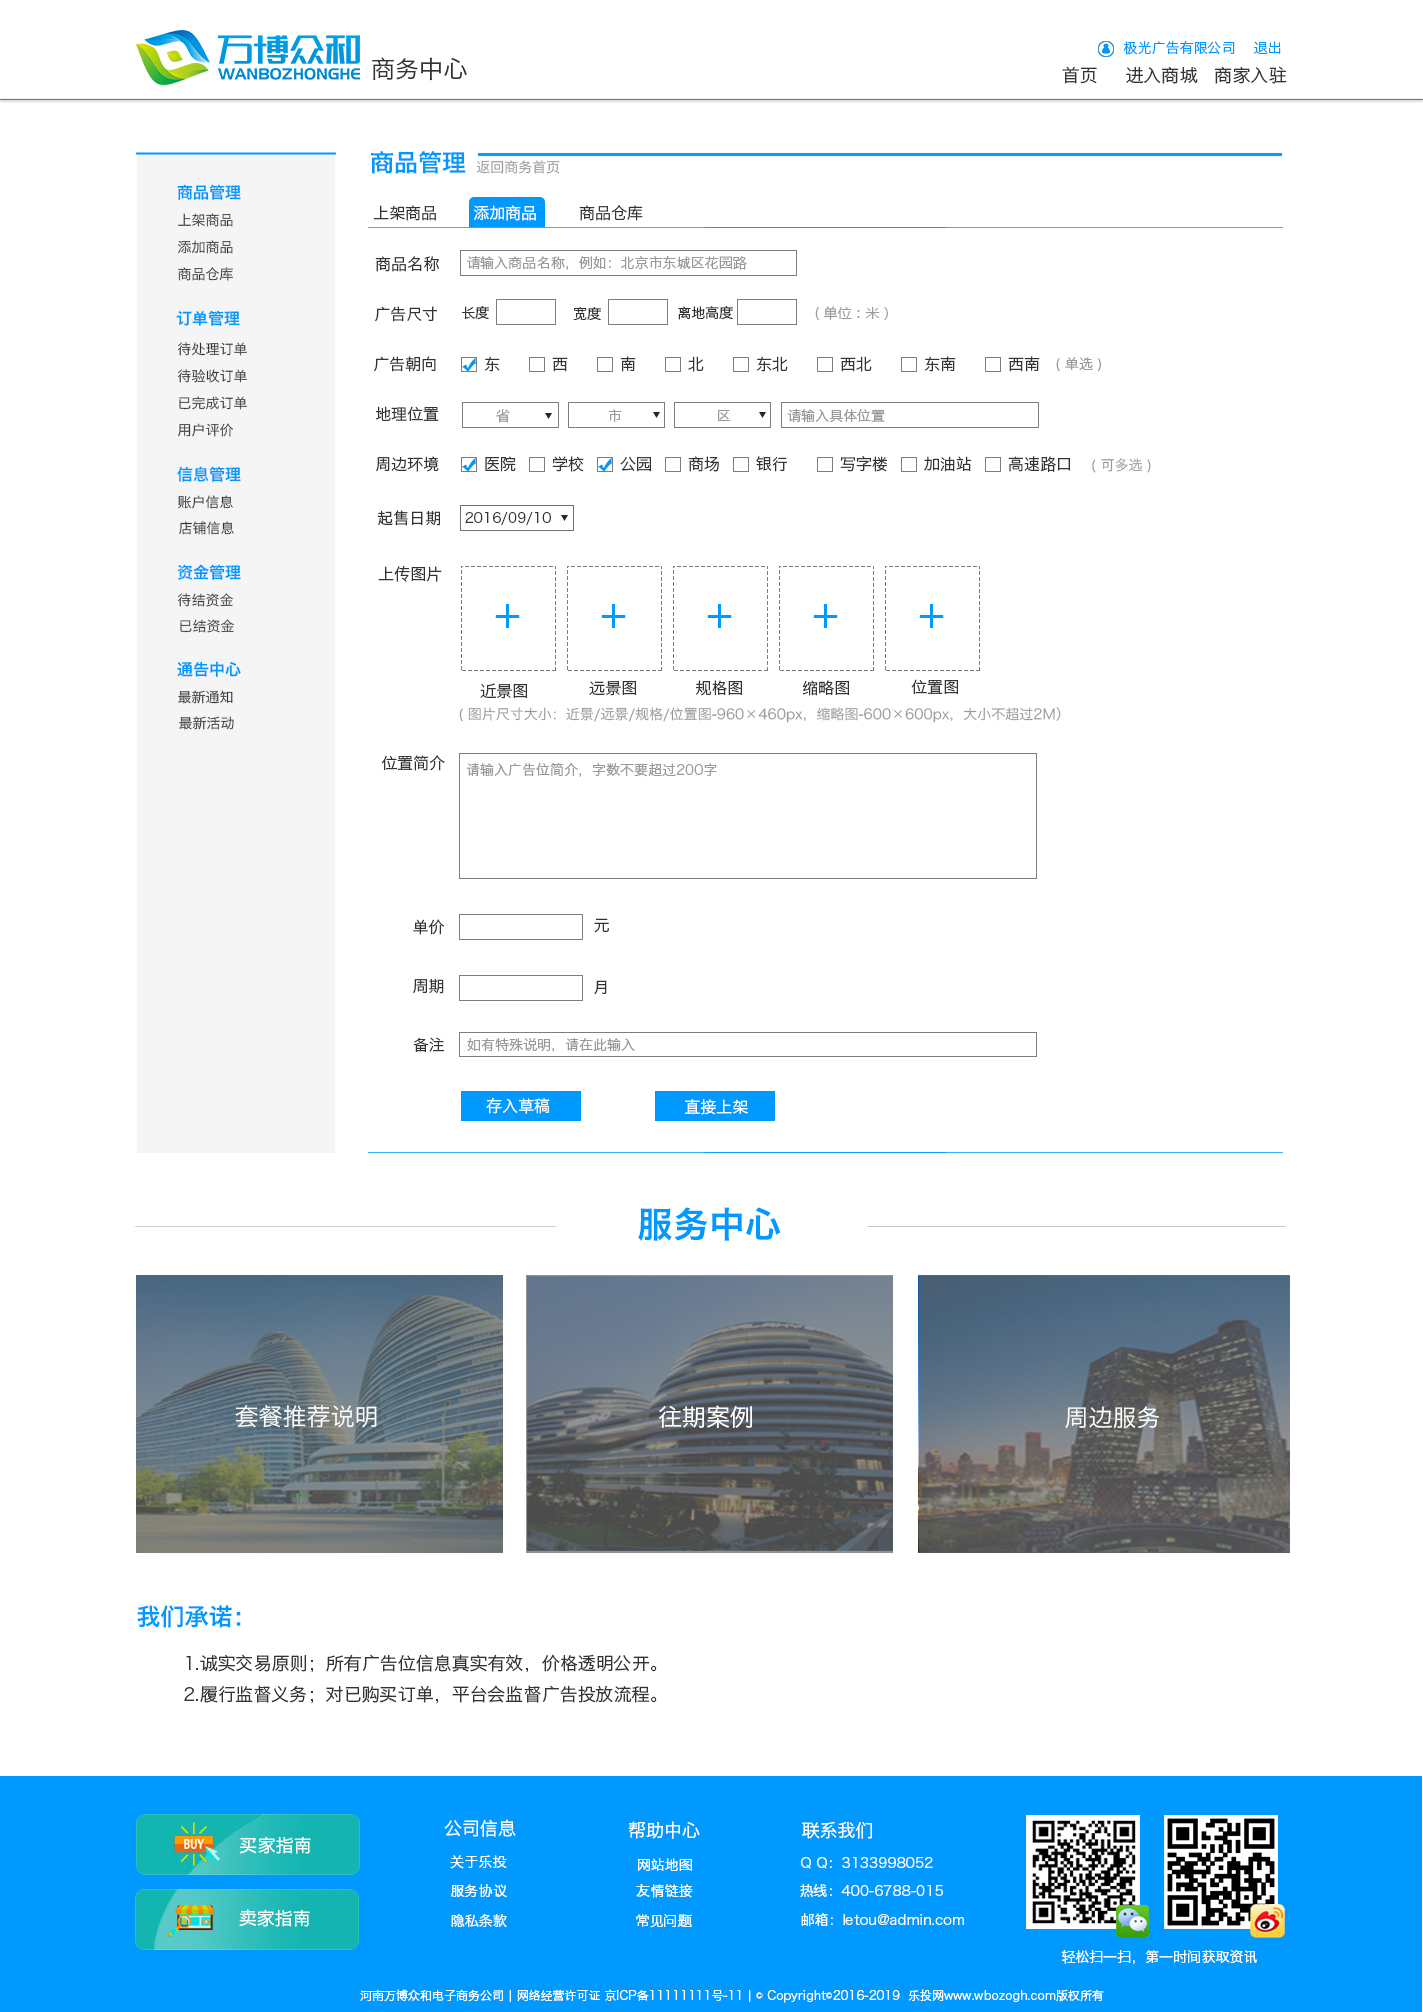 万博众和
WANBOZHONGHE
商务中心
极光广告有限公司 退出
首页 进入商城 商家入驻
商品管理
上架商品
添加商品
商品仓库
订单管理
待处理订单
待验收订单
已完成订单
用户评价
信息管理
账户信息
店铺信息
资金管理
待结资金
已结资金
通告中心
最新通知
最新活动
商品管理 返回商务首页
上架商品 添加商品 商品仓库
商品名称 请输入商品名称，例如：北京市东城区花园路
广告尺寸 长度 宽度 离地高度 （单位：米）
广告朝向 东 西 南 北 东北 西北 东南 西南 （单选）
地理位置 省 市 区 请输入具体位置
周边环境 医院 学校 公园 商场 银行 写字楼 加油站 高速路口 （可多选）
起售日期 2016/09/10
上传图片
近景图 远景图 规格图 缩略图 位置图
（图片尺寸大小：近景/远景/规格/位置图-960×460px，缩略图-600×600px，大小不超过2M）
位置简介 请输入广告位简介，字数不要超过200字
单价 元
周期 月
备注 如有特殊说明，请在此输入
存入草稿 直接上架
服务中心
套餐推荐说明 往期案例 周边服务
我们承诺：
1.诚实交易原则；所有广告位信息真实有效，价格透明公开。
2.履行监督义务；对已购买订单，平台会监督广告投放流程。
BUY 买家指南
卖家指南
公司信息
关于乐投
服务协议
隐私条款
帮助中心
网站地图
友情链接
常见问题
联系我们
Q Q：3133998052
热线：400-6788-015
邮箱：letou@admin.com
轻松扫一扫，第一时间获取资讯
河南万博众和电子商务公司 | 网络经营许可证 京ICP备11111111号-11 | © Copyright©2016-2019 乐投网www.wbozogh.com版权所有